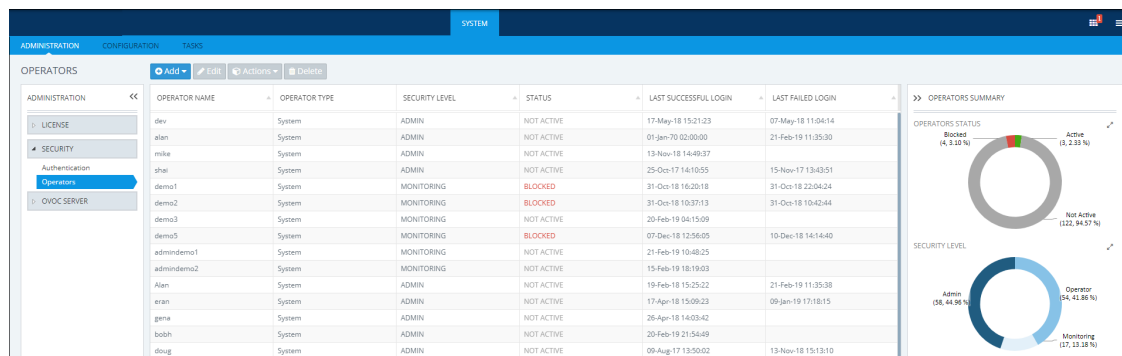 SYSTEM
1
ADMINISTRATION CONFIGURATION TASKS
OPERATORS Add Edit Actions Delete
ADMINISTRATION OPERATOR NAME OPERATOR TYPE SECURITY LEVEL STATUS LAST SUCCESSFUL LOGIN LAST FAILED LOGIN OPERATORS SUMMARY
LICENSE
SECURITY
Authentication
Operators
OVOC SERVER
dev System ADMIN NOT ACTIVE 17-May-18 15:21:23 07-May-18 11:04:14
alan System ADMIN NOT ACTIVE 01-Jan-70 02:00:00 21-Feb-19 11:35:30
mike System ADMIN NOT ACTIVE 13-Nov-18 14:49:37
shai System ADMIN NOT ACTIVE 25-Oct-17 14:10:55 15-Nov-17 13:43:51
demo1 System MONITORING BLOCKED 31-Oct-18 16:20:18 31-Oct-18 22:04:24
demo2 System MONITORING BLOCKED 31-Oct-18 10:37:13 31-Oct-18 10:42:44
demo3 System MONITORING NOT ACTIVE 20-Feb-19 04:15:09
demo5 System MONITORING BLOCKED 07-Dec-18 12:56:05 10-Dec-18 14:14:40
admindemo1 System MONITORING NOT ACTIVE 21-Feb-19 10:48:25
admindemo2 System MONITORING NOT ACTIVE 15-Feb-19 18:19:03
Alan System ADMIN NOT ACTIVE 19-Feb-18 15:25:22 21-Feb-19 11:35:38
eran System ADMIN NOT ACTIVE 17-Apr-18 15:09:23 09-Jan-19 17:18:15
gena System ADMIN NOT ACTIVE 26-Apr-18 14:03:42
bobh System ADMIN NOT ACTIVE 20-Feb-19 21:54:49
doug System ADMIN NOT ACTIVE 09-Aug-17 13:50:02 13-Nov-18 15:13:10
OPERATORS STATUS
Blocked
(4, 3.10 %)
Active
(3, 2.33 %)
Not Active
(122, 94.57 %)
SECURITY LEVEL
Admin
(58, 44.96 %)
Operator
(54, 41.86 %)
Monitoring
(17, 13.18 %)